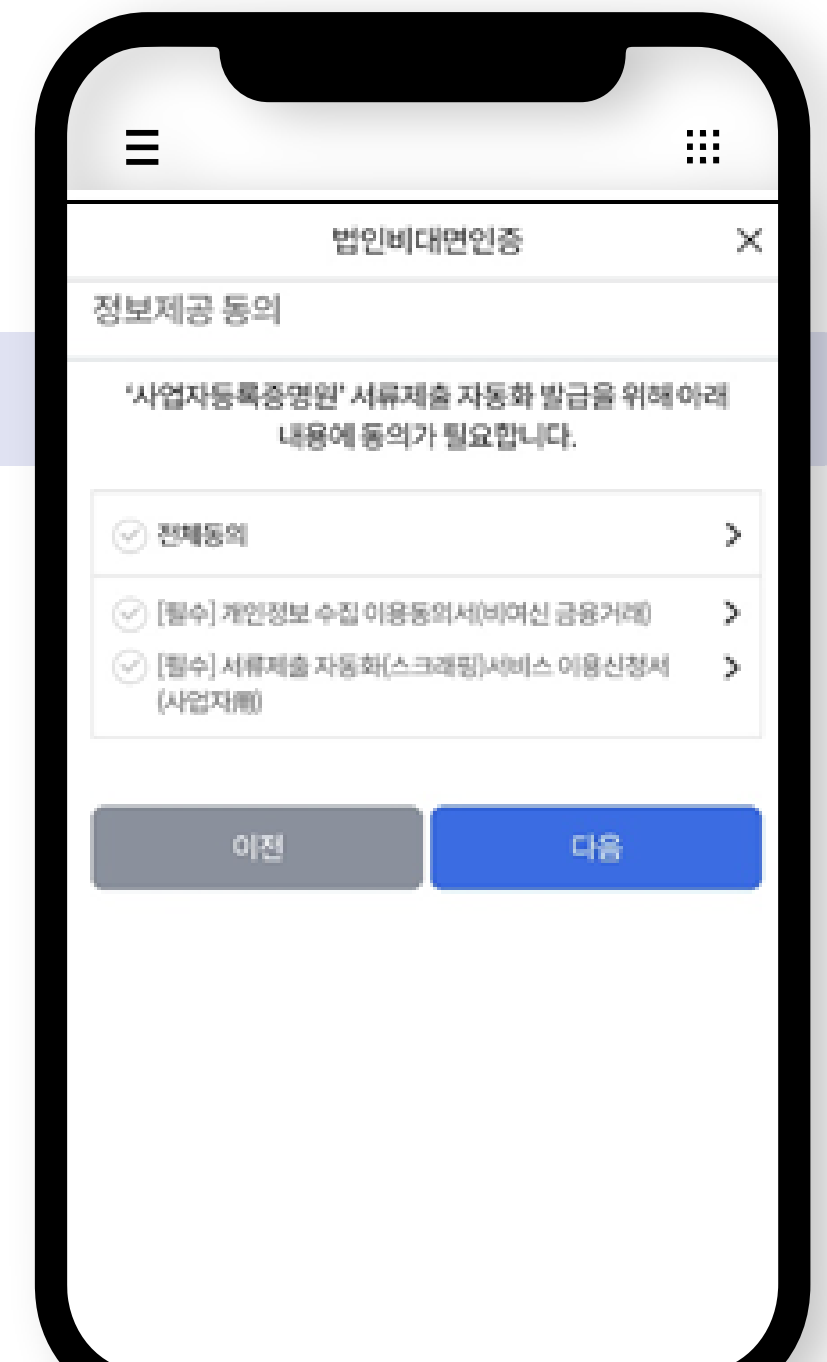 법인비대면인증
정보제공 동의
'사업자등록증명원' 서류제출 자동화 발급을 위해 아래
내용에 동의가 필요합니다.
전체동의
[필수] 개인정보 수집 이용동의서(비여신 금융거래)
[필수] 서류제출 자동화(스크래핑)서비스 이용신청서
(사업자用)
이전
다음